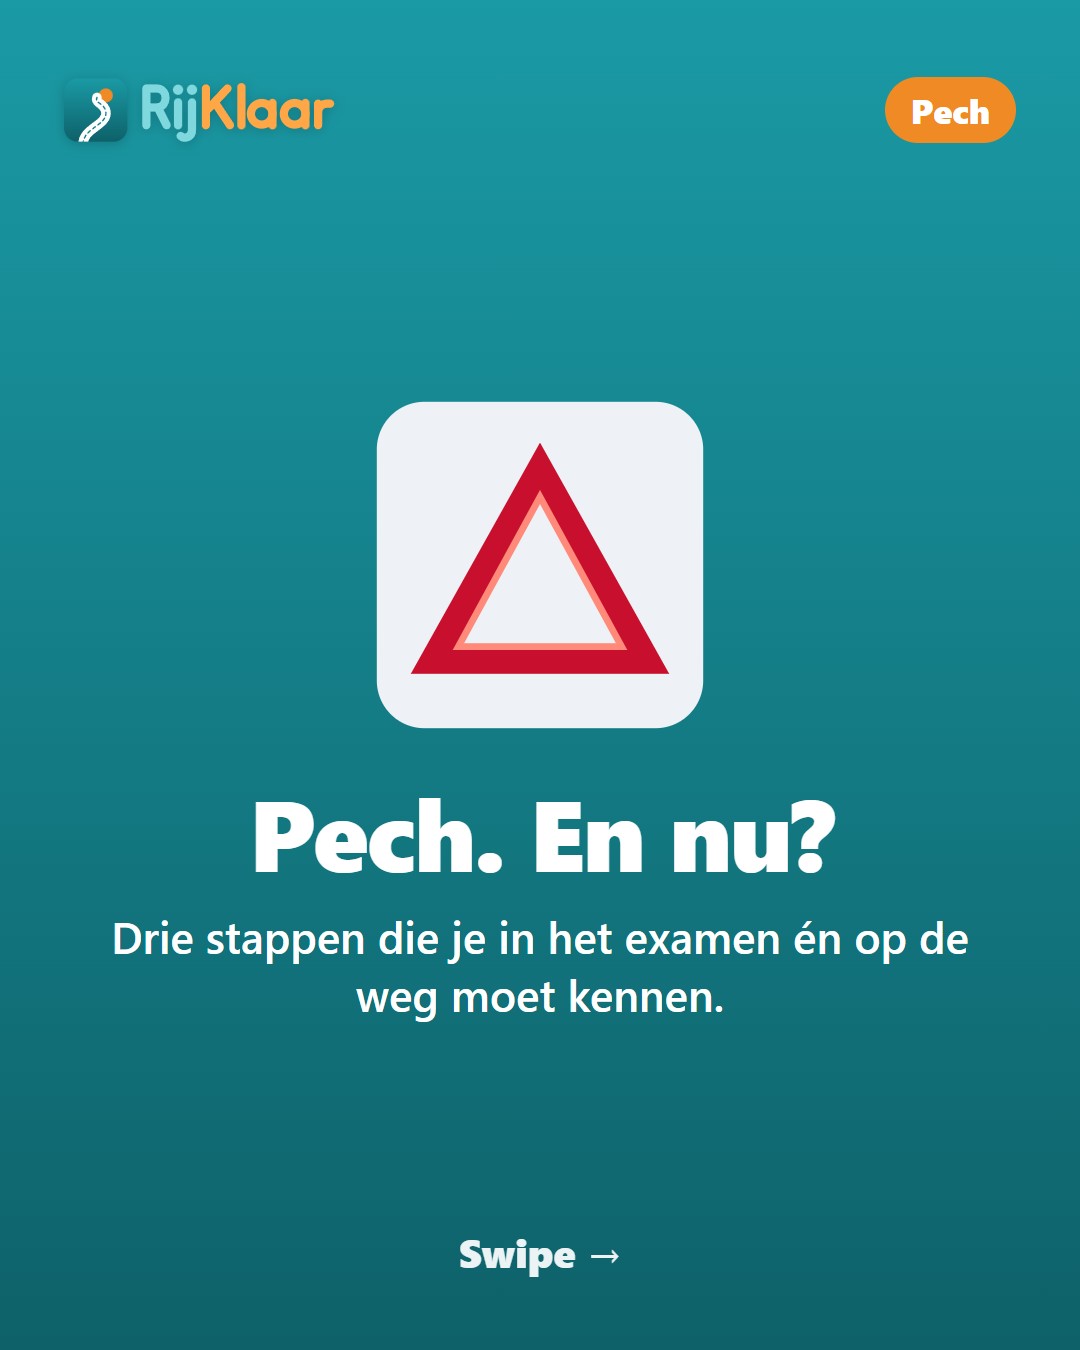 RijKlaar
Pech
Pech. En nu?
Drie stappen die je in het examen én op de
weg moet kennen.
Swipe →